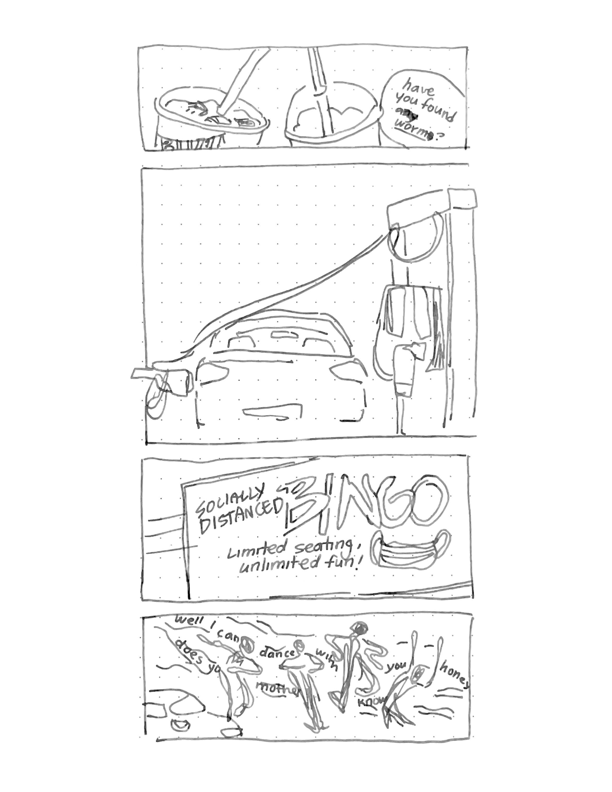 have
you found
any
worms?
SOCIALLY
DISTANCED
BINGO
Limited seating,
unlimited fun!
well I can dance with you honey
does yo mother know